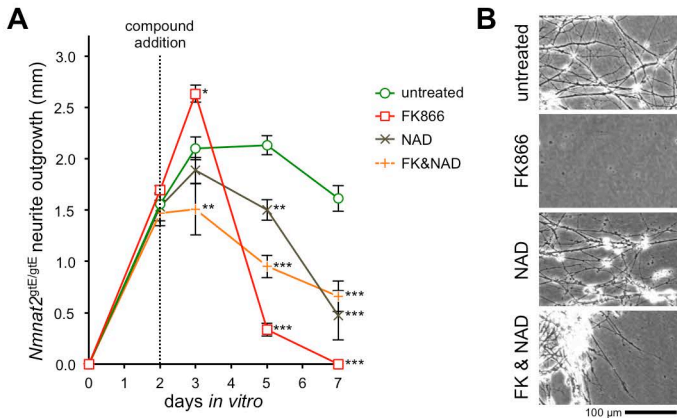 A
compound
addition
Nmnat2gtE/gtE neurite outgrowth (mm)
3.0
2.5
2.0
1.5
1.0
0.5
0.0
0 1 2 3 4 5 6 7
days in vitro
*
**
**
***
***
***
***
***
untreated
FK866
NAD
FK&NAD
B
untreated
FK866
NAD
FK & NAD
100 µm